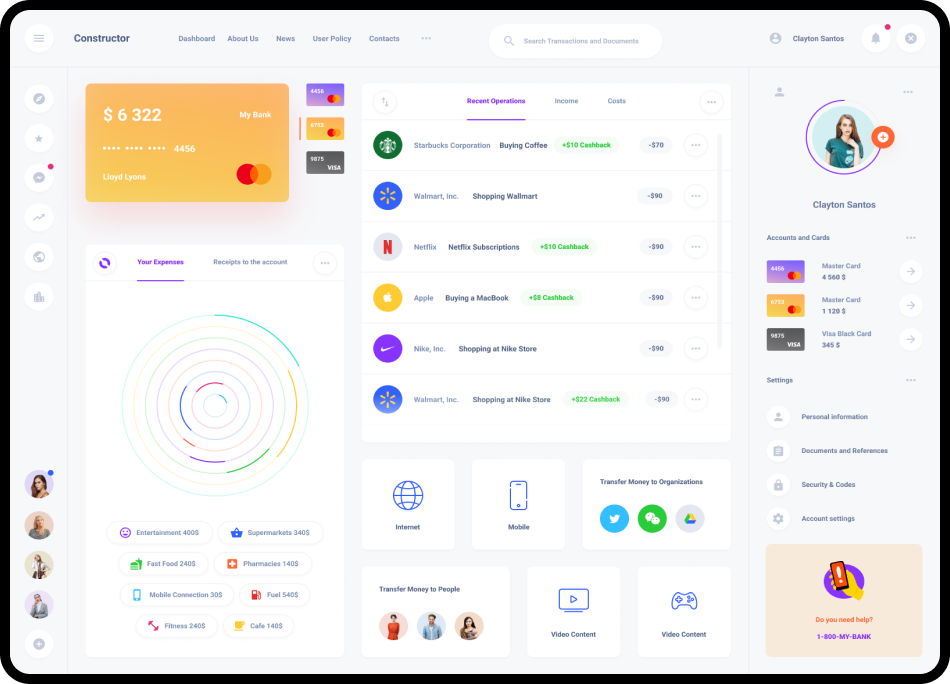 Constructor
Dashboard
About Us
News
User Policy
Contacts
Search Transactions and Documents
Clayton Santos
$ 6 322
My Bank
•••• •••• •••• 4456
Lloyd Lyons
4456
6753
9875
VISA
Recent Operations
Income
Costs
Starbucks Corporation Buying Coffee +$10 Cashback -$70
Walmart, Inc. Shopping Wallmart -$90
Netflix Netflix Subscriptions +$10 Cashback -$90
Apple Buying a MacBook +$8 Cashback -$90
Nike, Inc. Shopping at Nike Store -$90
Walmart, Inc. Shopping at Nike Store +$22 Cashback -$90
Your Expenses
Receipts to the account
Entertainment 400$
Supermarkets 340$
Fast Food 240$
Pharmacies 140$
Mobile Connection 30$
Fuel 540$
Fitness 240$
Cafe 140$
Internet
Mobile
Transfer Money to Organizations
Transfer Money to People
Video Content
Video Content
Clayton Santos
Accounts and Cards
4456
Master Card
4 560 $
6753
Master Card
1 120 $
9875
VISA
Visa Black Card
345 $
Settings
Personal information
Documents and References
Security & Codes
Account settings
Do you need help?
1-800-MY-BANK